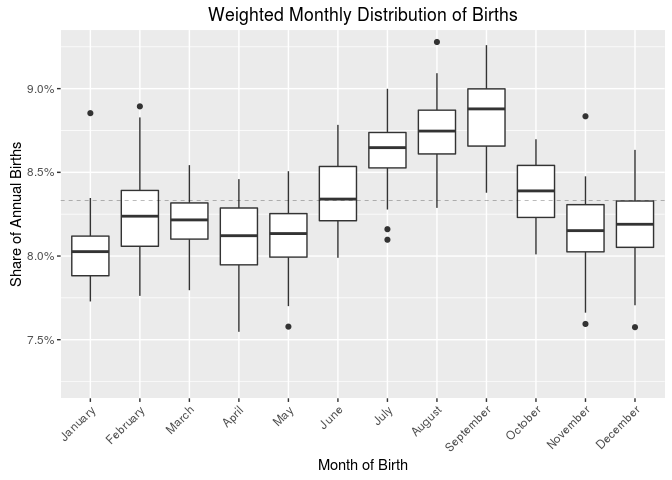 Weighted Monthly Distribution of Births
Share of Annual Births
9.0%
8.5%
8.0%
7.5%
January
February
March
April
May
June
July
August
September
October
November
December
Month of Birth